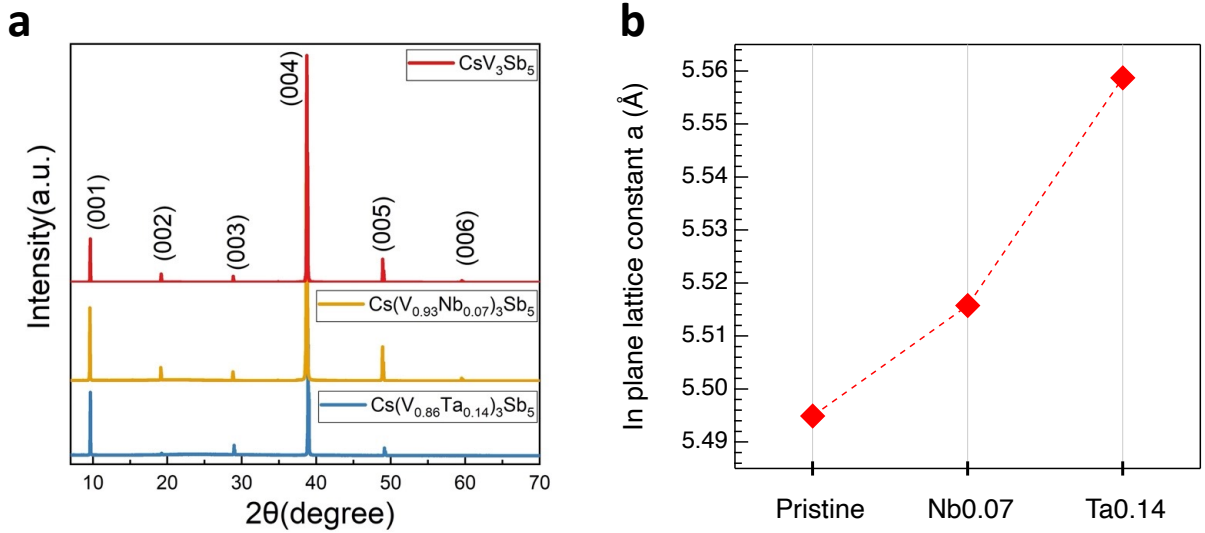 a
Intensity(a.u.)
CsV₃Sb₅
(001)
(002)
(003)
(004)
(005)
(006)
Cs(V₀.₉₃Nb₀.₀₇)₃Sb₅
Cs(V₀.₈₆Ta₀.₁₄)₃Sb₅
10 20 30 40 50 60 70
2θ(degree)
b
In plane lattice constant a (Å)
5.56
5.55
5.54
5.53
5.52
5.51
5.50
5.49
Pristine Nb0.07 Ta0.14